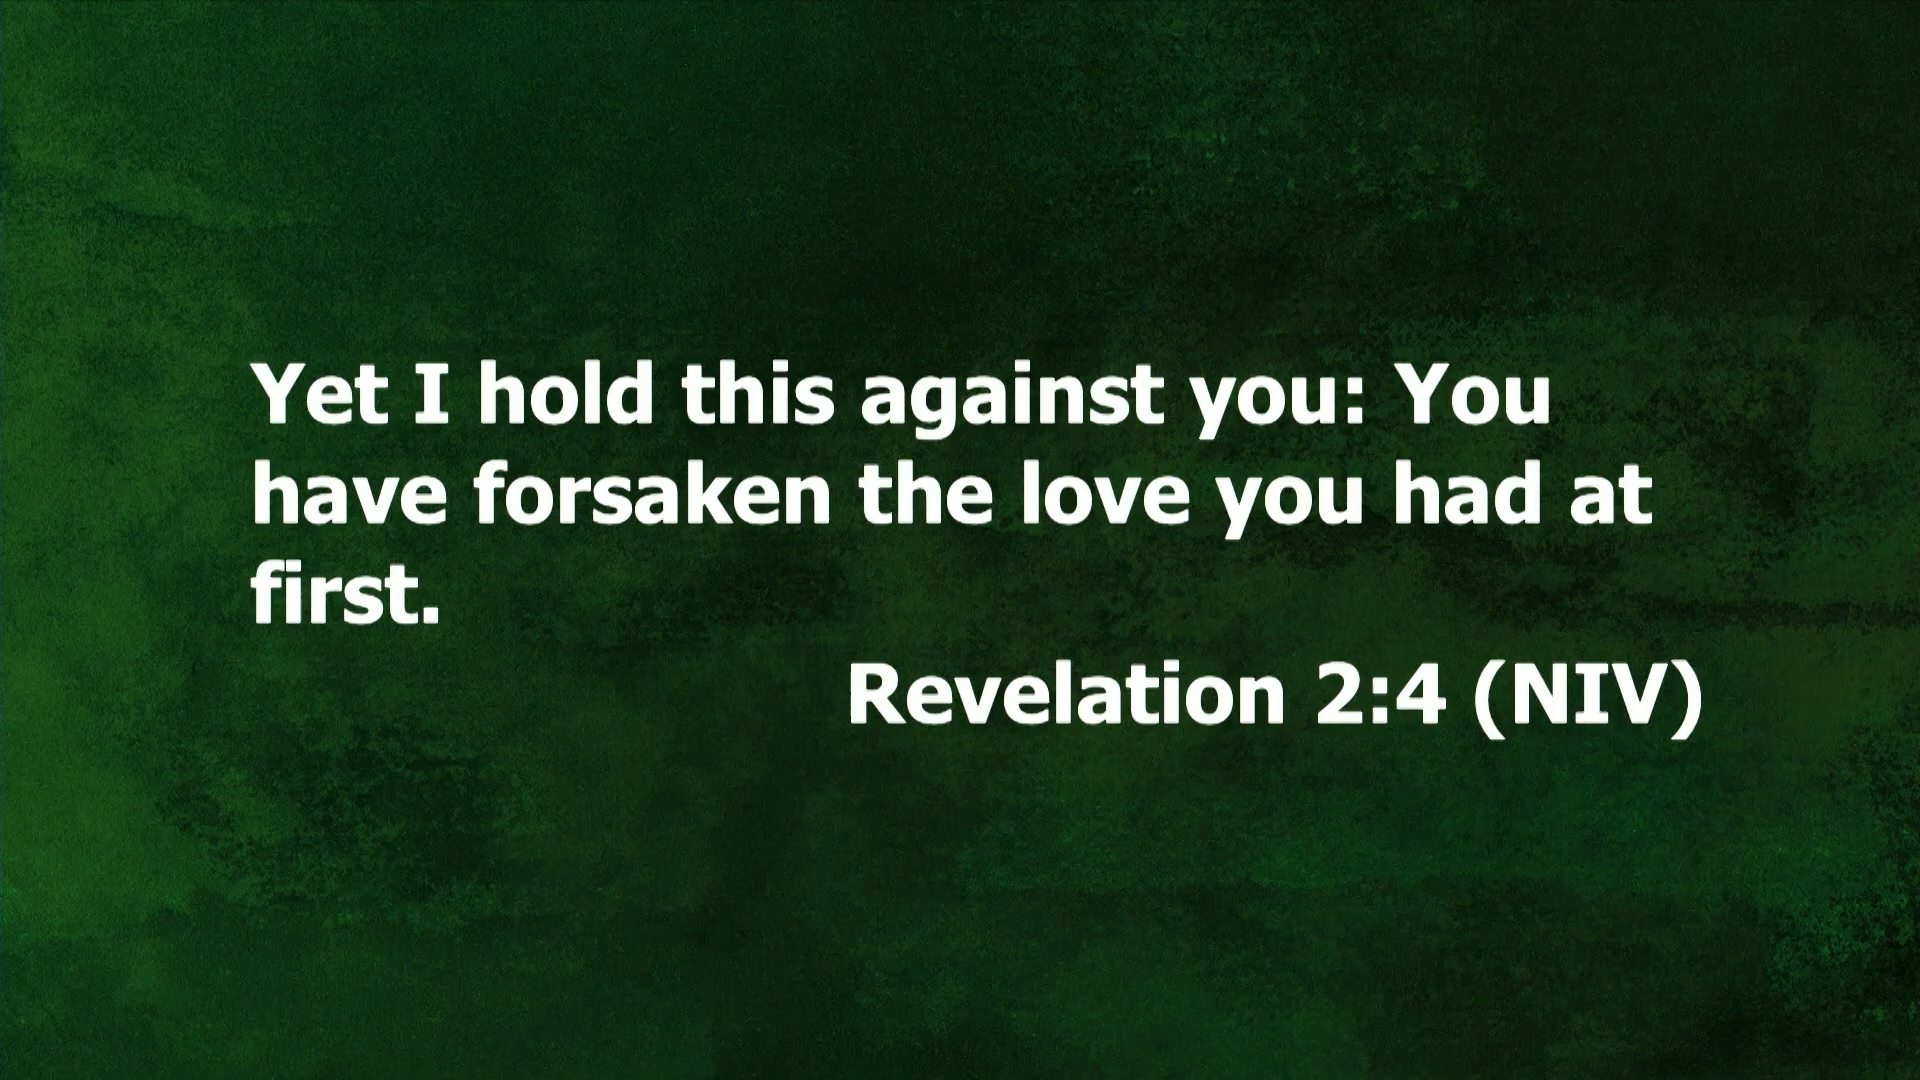 Yet I hold this against you: You
have forsaken the love you had at
first.
Revelation 2:4 (NIV)